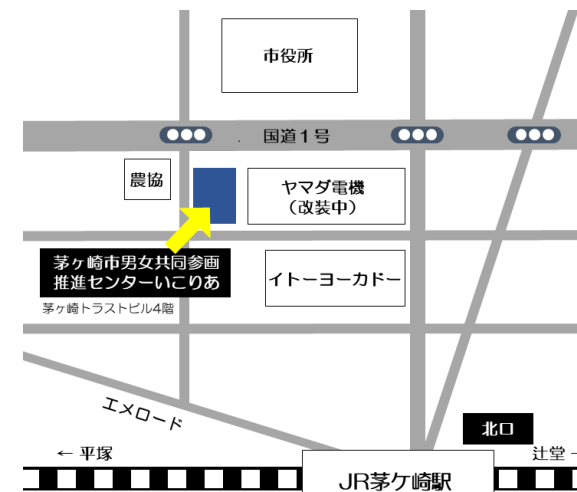 市役所
国道1号
農協
ヤマダ電機
（改装中）
茅ヶ崎市男女共同参画
推進センターいこりあ
茅ヶ崎トラストビル4階
イトーヨーカドー
エメロード
北口
← 平塚
辻堂 →
JR茅ケ崎駅